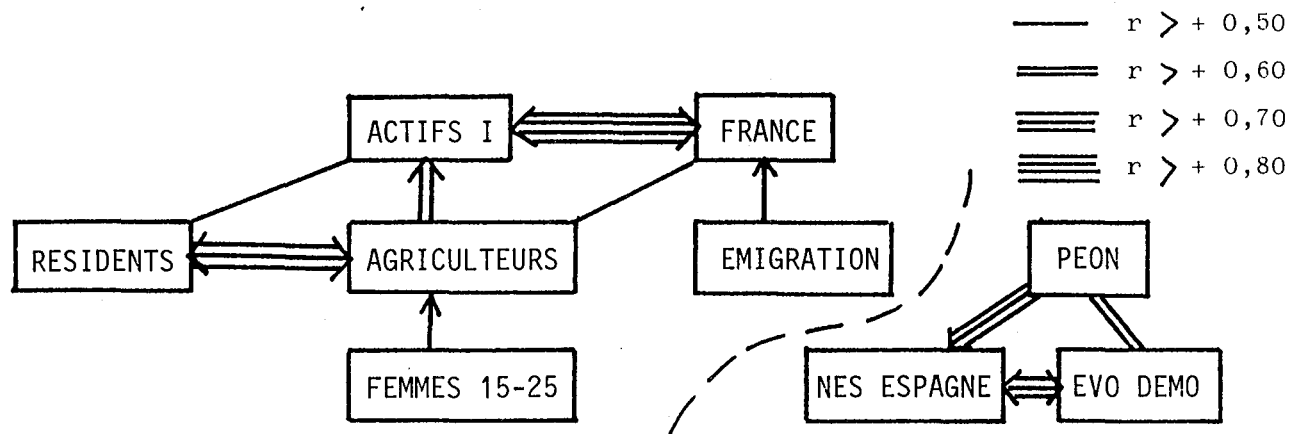 r > + 0,50
r > + 0,60
r > + 0,70
r > + 0,80
ACTIFS I
FRANCE
RESIDENTS
AGRICULTEURS
EMIGRATION
PEON
FEMMES 15-25
NES ESPAGNE
EVO DEMO